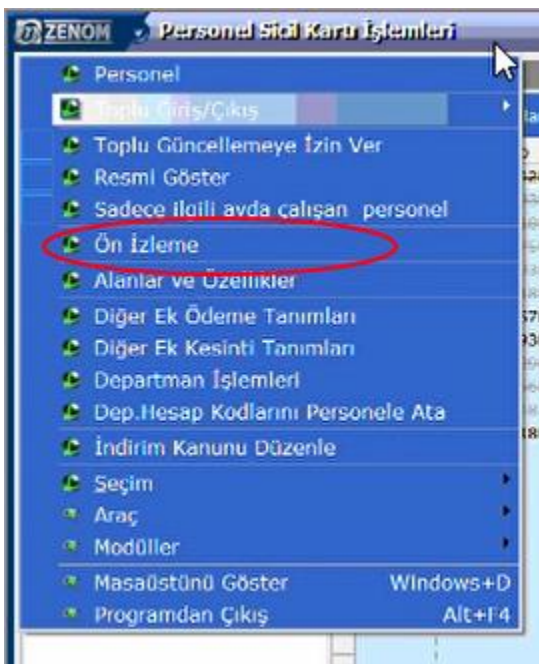 ZENOM Personel Sicil Kartı İşlemleri
Personel
Toplu Giriş/Çıkış
Toplu Güncellemeye İzin Ver
Resmi Göster
Sadece ilgili ayda çalışan personel
Ön İzleme
Alanlar ve Özellikler
Diğer Ek Ödeme Tanımları
Diğer Ek Kesinti Tanımları
Departman İşlemleri
Dep.Hesap Kodlarını Personele Ata
İndirim Kanunu Düzenle
Seçim
Araç
Modüller
Masaüstünü Göster Windows+D
Programdan Çıkış Alt+F4